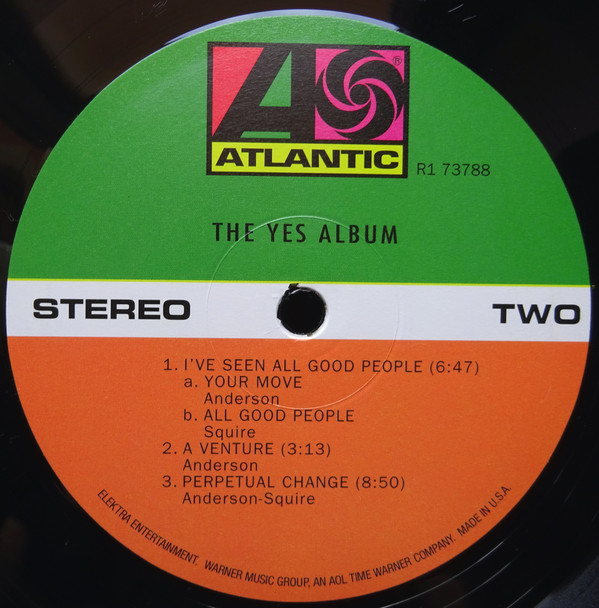 ATLANTIC ®
R1 73788
THE YES ALBUM
STEREO
TWO
1. I'VE SEEN ALL GOOD PEOPLE (6:47)
a. YOUR MOVE
Anderson
b. ALL GOOD PEOPLE
Squire
2. A VENTURE (3:13)
Anderson
3. PERPETUAL CHANGE (8:50)
Anderson-Squire
ELEKTRA ENTERTAINMENT. WARNER MUSIC GROUP, AN AOL TIME WARNER COMPANY. MADE IN U.S.A.